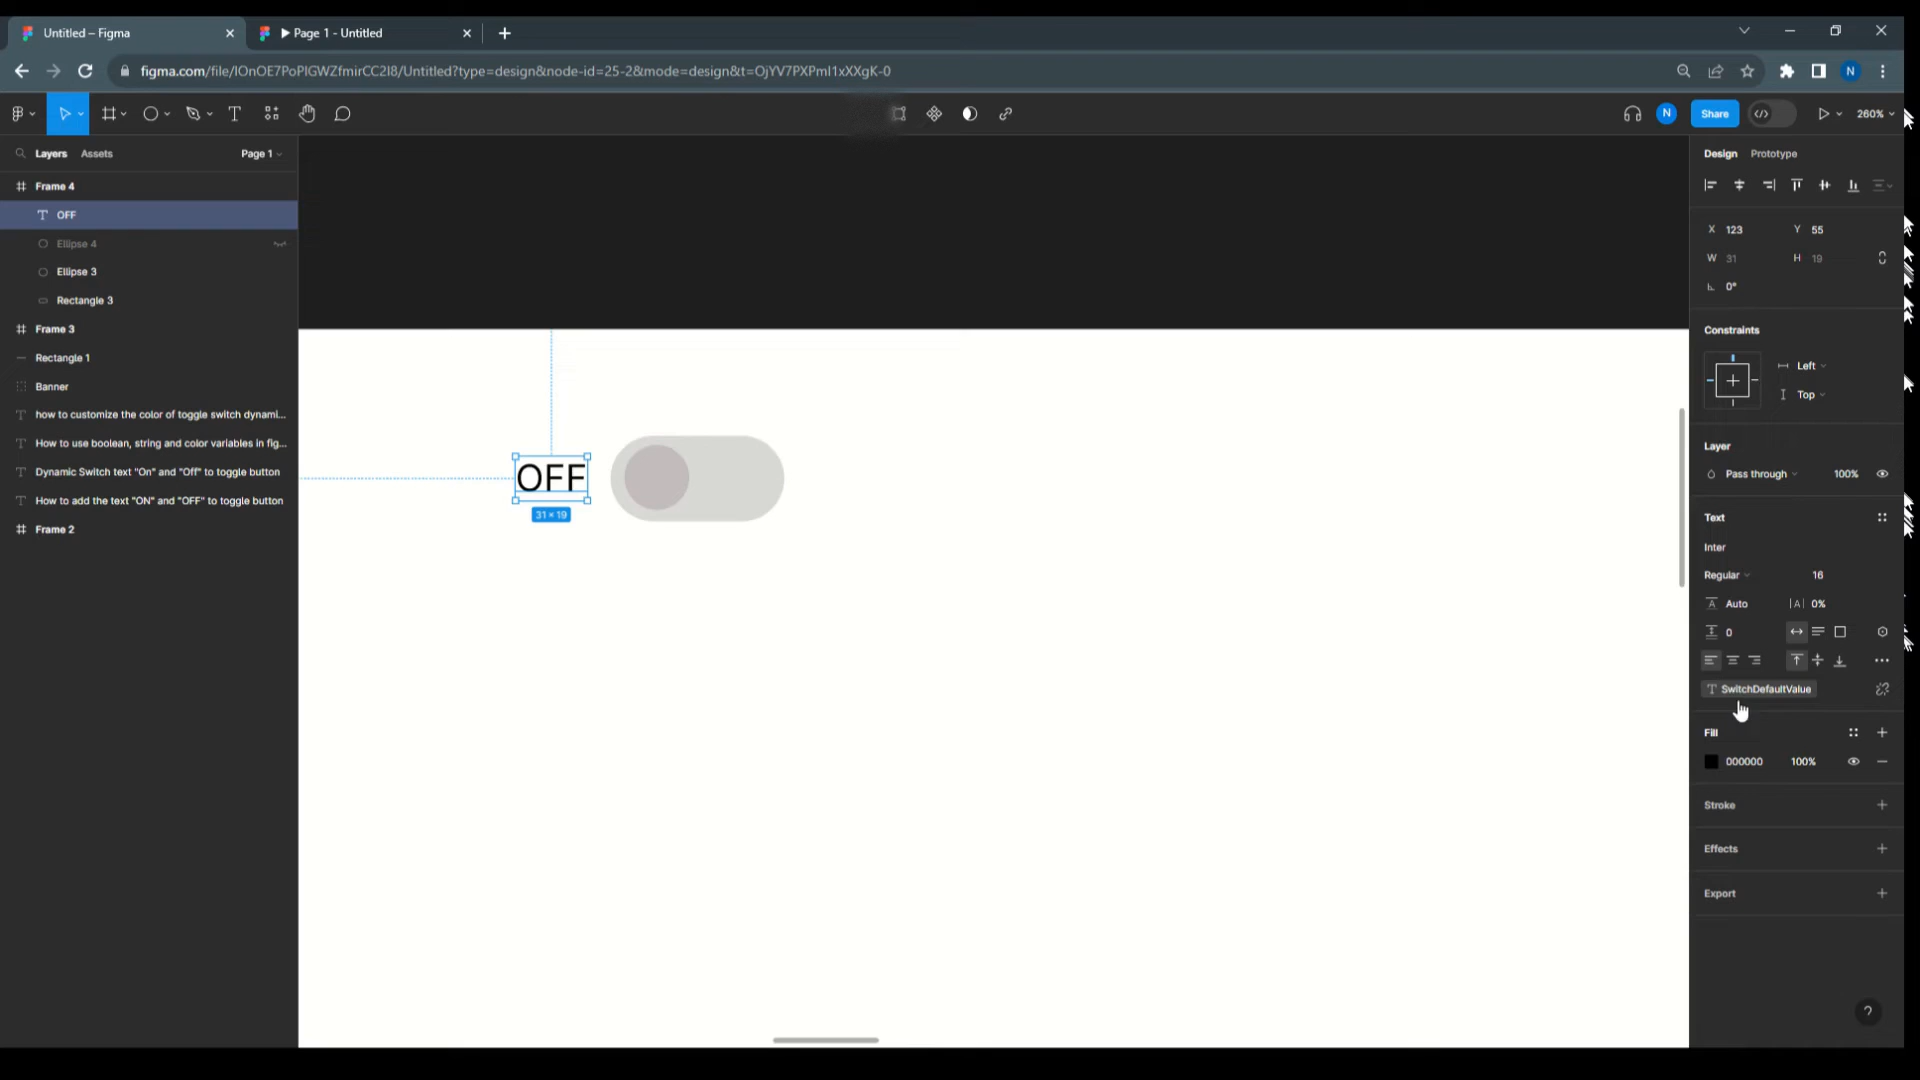 Untitled – Figma
Page 1 - Untitled
figma.com/file/lOnOE7PoPIGWZfmirCC2I8/Untitled?type=design&node-id=25-2&mode=design&t=OjYV7PXPmI1xXXgK-0
N
N
Share
260%
Layers
Assets
Page 1
Design
Prototype
Frame 4
OFF
Ellipse 4
Ellipse 3
Rectangle 3
Frame 3
Rectangle 1
Banner
how to customize the color of toggle switch dynami...
How to use boolean, string and color variables in fig...
Dynamic Switch text "On" and "Off" to toggle button
How to add the text "ON" and "OFF" to toggle button
Frame 2
OFF
31 × 19
X 123
Y 55
W 31
H 19
0°
Constraints
Left
Top
Layer
Pass through
100%
Text
Inter
Regular
16
Auto
0%
0
SwitchDefaultValue
Fill
000000
100%
Stroke
Effects
Export
?